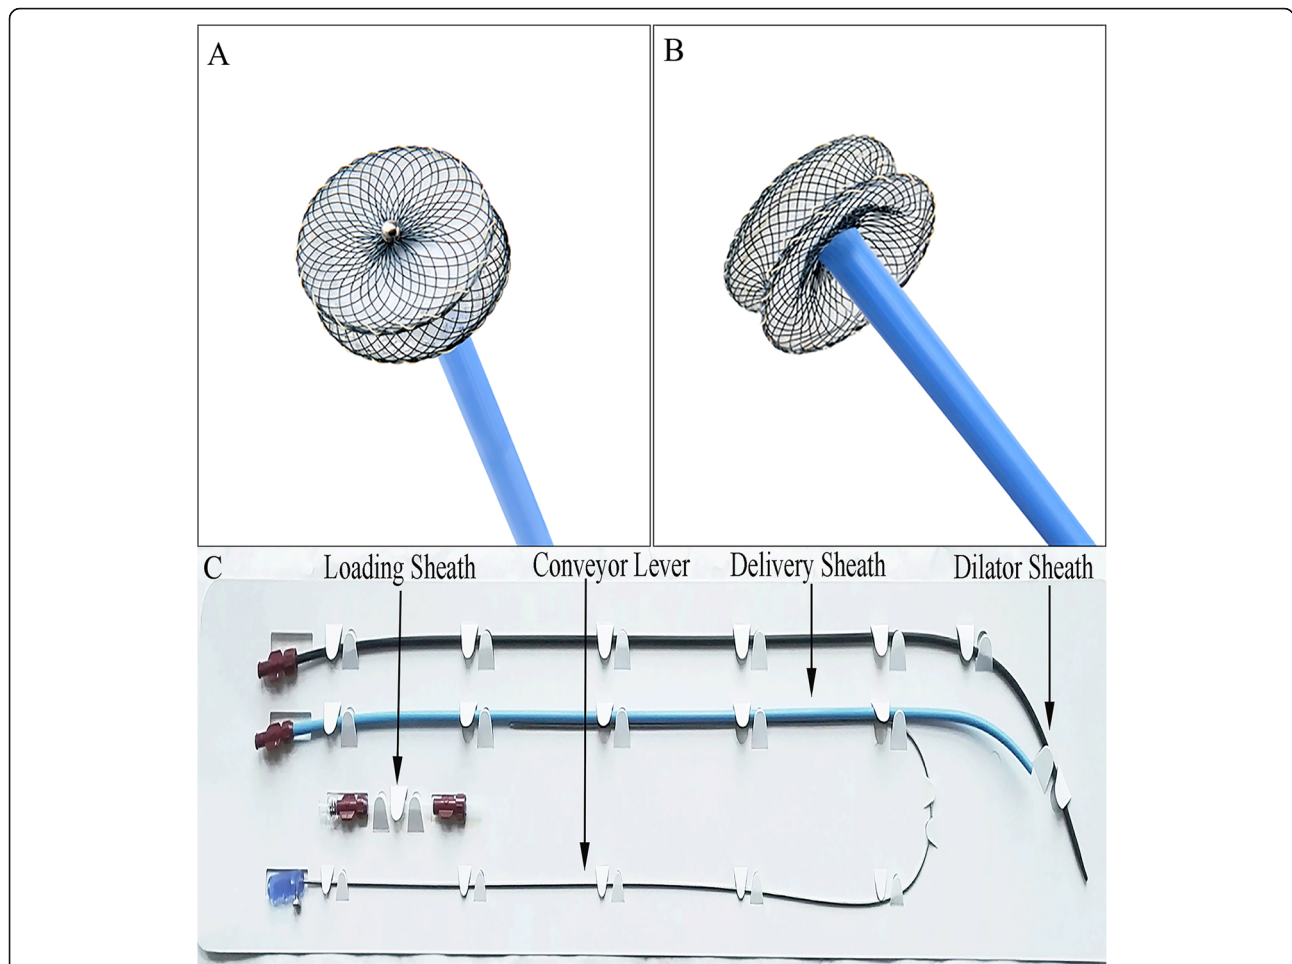 A
B
C
Loading Sheath
Conveyor Lever
Delivery Sheath
Dilator Sheath